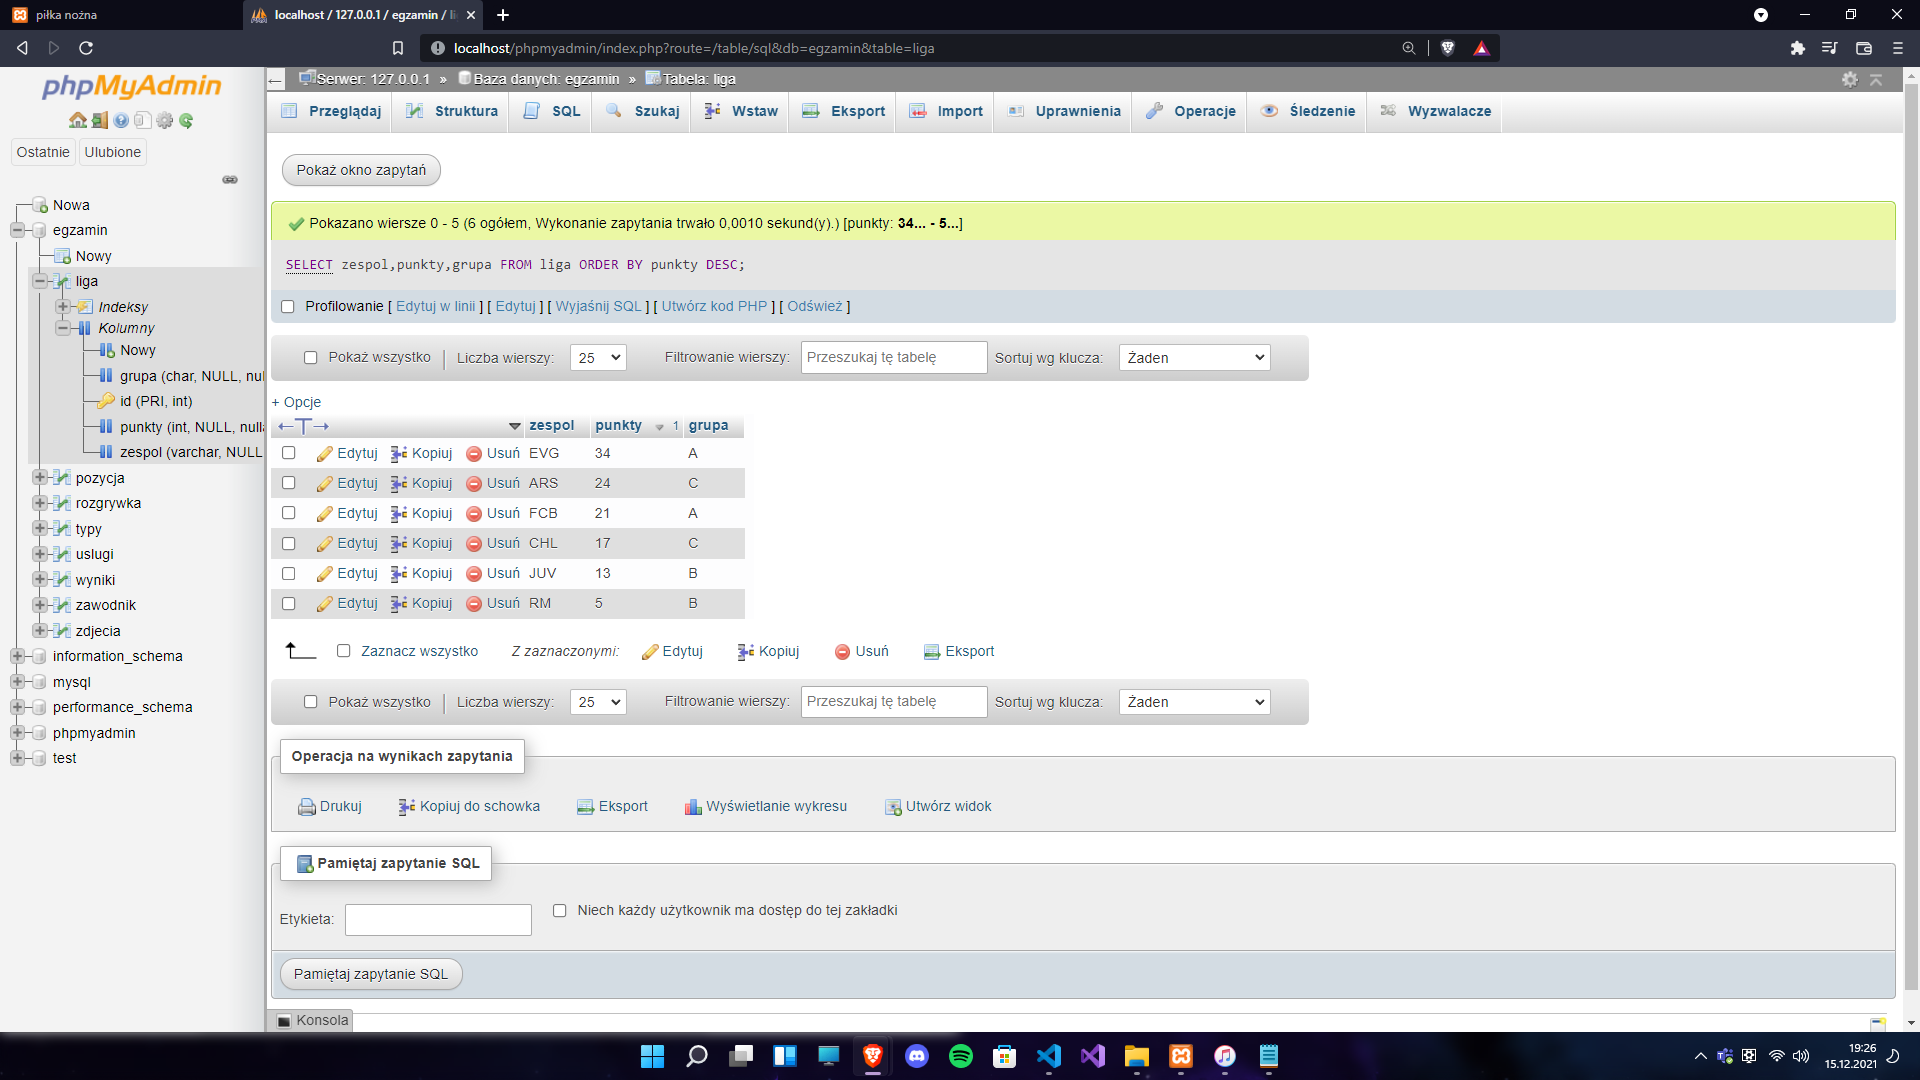 piłka nożna
localhost / 127.0.0.1 / egzamin / li
localhost/phpmyadmin/index.php?route=/table/sql&db=egzamin&table=liga
phpMyAdmin
Ostatnie
Ulubione
Nowa
egzamin
Nowy
liga
Indeksy
Kolumny
Nowy
grupa (char, NULL, nul
id (PRI, int)
punkty (int, NULL, nulla
zespol (varchar, NULL
pozycja
rozgrywka
typy
uslugi
wyniki
zawodnik
zdjecia
information_schema
mysql
performance_schema
phpmyadmin
test
Serwer: 127.0.0.1 » Baza danych: egzamin » Tabela: liga
Przeglądaj Struktura SQL Szukaj Wstaw Eksport Import Uprawnienia Operacje Śledzenie Wyzwalacze
Pokaż okno zapytań
Pokazano wiersze 0 - 5 (6 ogółem, Wykonanie zapytania trwało 0,0010 sekund(y).) [punkty: 34... - 5...]
SELECT zespol,punkty,grupa FROM liga ORDER BY punkty DESC;
Profilowanie [ Edytuj w linii ] [ Edytuj ] [ Wyjaśnij SQL ] [ Utwórz kod PHP ] [ Odśwież ]
Pokaż wszystko Liczba wierszy: 25 Filtrowanie wierszy: Przeszukaj tę tabelę Sortuj wg klucza: Żaden
+ Opcje
←T→ zespol punkty 1 grupa
Edytuj Kopiuj Usuń EVG 34 A
Edytuj Kopiuj Usuń ARS 24 C
Edytuj Kopiuj Usuń FCB 21 A
Edytuj Kopiuj Usuń CHL 17 C
Edytuj Kopiuj Usuń JUV 13 B
Edytuj Kopiuj Usuń RM 5 B
Zaznacz wszystko Z zaznaczonymi: Edytuj Kopiuj Usuń Eksport
Pokaż wszystko Liczba wierszy: 25 Filtrowanie wierszy: Przeszukaj tę tabelę Sortuj wg klucza: Żaden
Operacja na wynikach zapytania
Drukuj Kopiuj do schowka Eksport Wyświetlanie wykresu Utwórz widok
Pamiętaj zapytanie SQL
Etykieta: Niech każdy użytkownik ma dostęp do tej zakładki
Pamiętaj zapytanie SQL
Konsola
19:26
15.12.2021